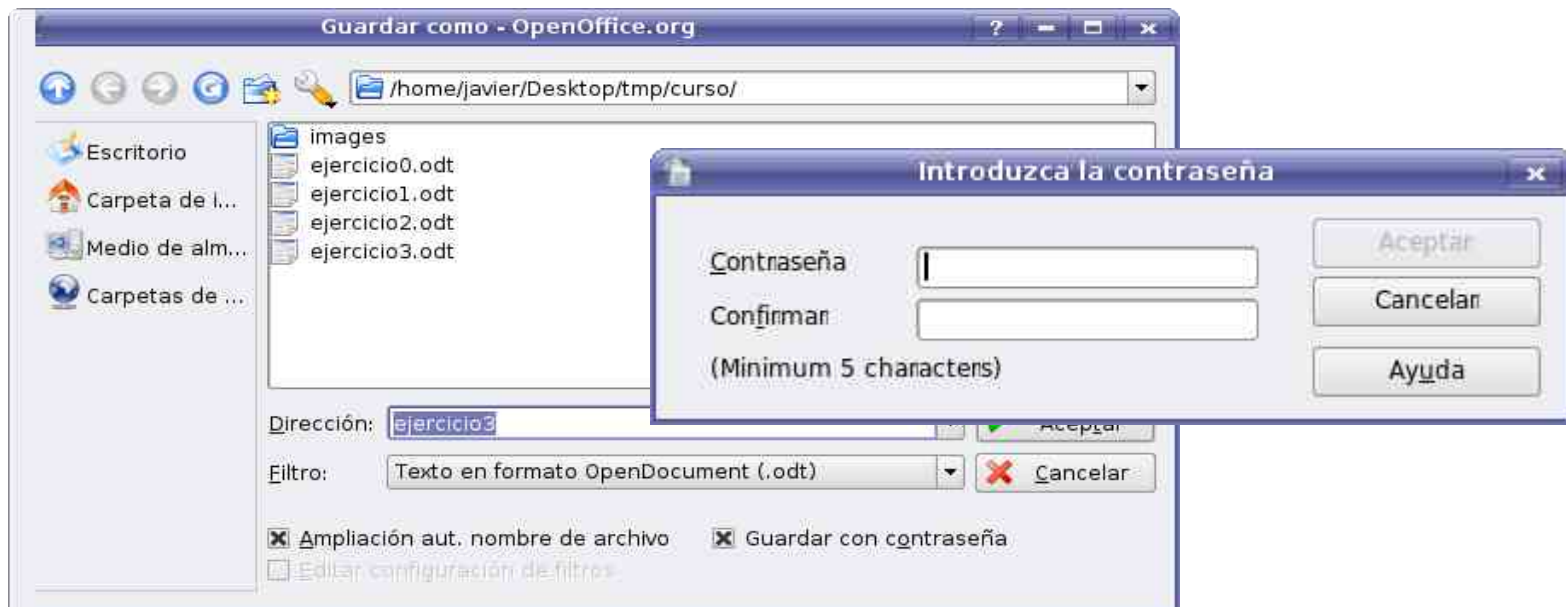 Guardar como - OpenOffice.org
/home/javier/Desktop/tmp/curso/
Escritorio
Carpeta de i...
Medio de alm...
Carpetas de ...
images
ejercicio0.odt
ejercicio1.odt
ejercicio2.odt
ejercicio3.odt
Dirección: ejercicio3
Aceptar
Filtro: Texto en formato OpenDocument (.odt)
Cancelar
Ampliación aut. nombre de archivo
Guardar con contraseña
Editar configuración de filtros
Introduzca la contraseña
Contraseña
Confirmar
(Minimum 5 characters)
Aceptar
Cancelar
Ayuda